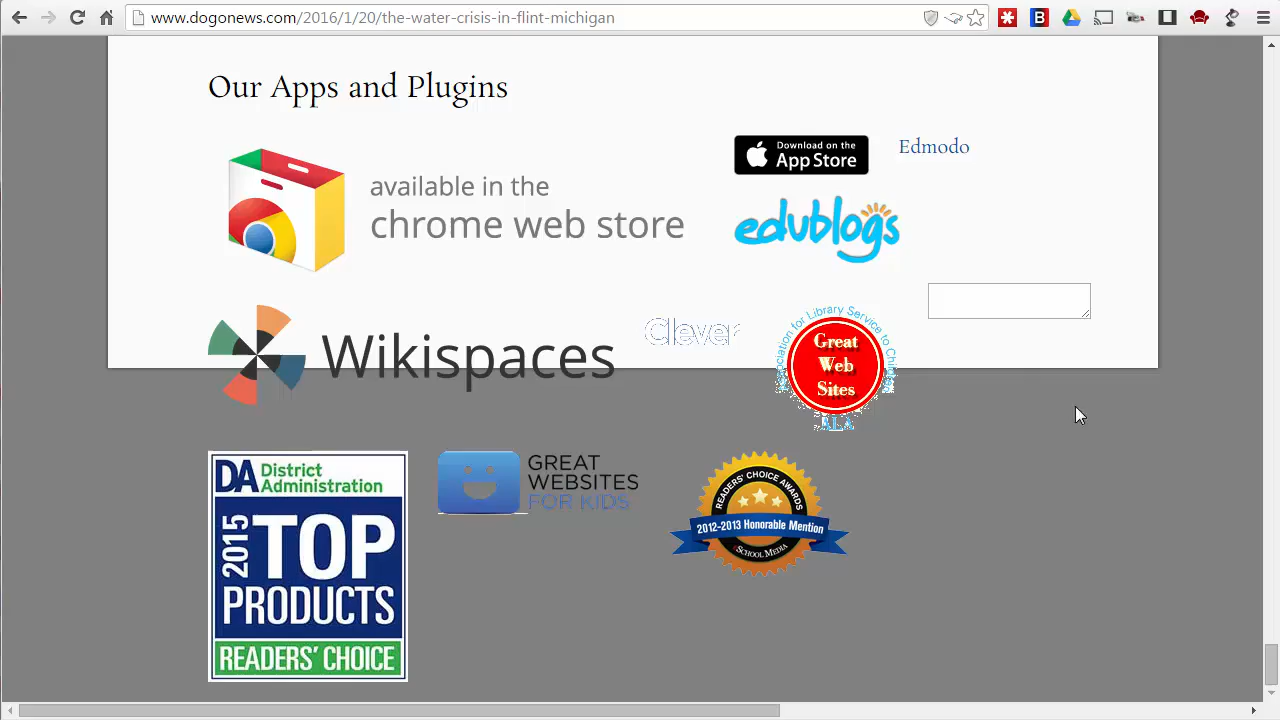 www.dogonews.com/2016/1/20/the-water-crisis-in-flint-michigan
Our Apps and Plugins
available in the
chrome web store
Download on the
App Store
Edmodo
edublogs
Wikispaces
Clever
Association for Library Service to
Great
Web
Sites
ALA
DA District
Administration
2015
TOP
PRODUCTS
READERS' CHOICE
GREAT
WEBSITES
FOR KIDS
READERS' CHOICE AWARDS
2012-2013 Honorable Mention
eSCHOOL MEDIA